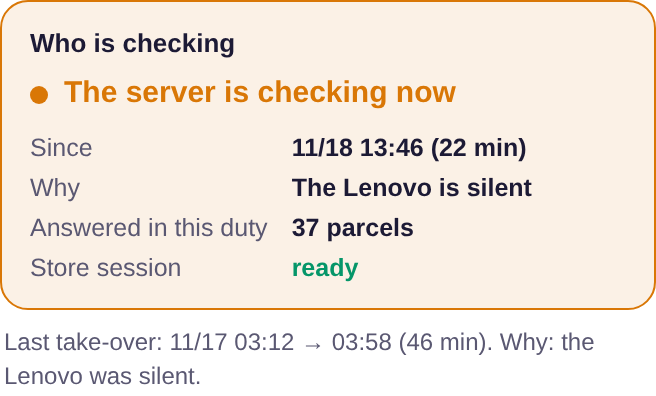 Who is checking
The server is checking now
Since 11/18 13:46 (22 min)
Why The Lenovo is silent
Answered in this duty 37 parcels
Store session ready
Last take-over: 11/17 03:12 → 03:58 (46 min). Why: the
Lenovo was silent.